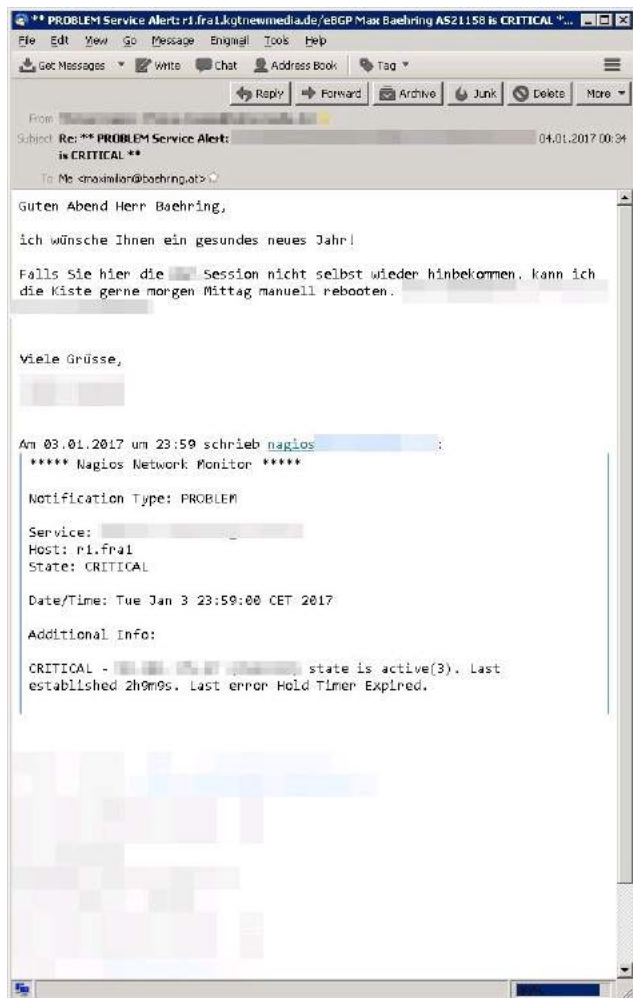 ** PROBLEM Service Alert: r1.fra1.kgtnewmedia.de/eBGP Max Baehring AS21158 is CRITICAL *...
File Edit View Go Message Enigmail Tools Help
Get Messages Write Chat Address Book Tag
Reply Forward Archive Junk Delete More
From
Subject Re: ** PROBLEM Service Alert: 04.01.2017 00:34
is CRITICAL **
To Me <maximilian@baehring.at>
Guten Abend Herr Baehring,
ich wünsche Ihnen ein gesundes neues Jahr!
Falls Sie hier die Session nicht selbst wieder hinbekommen, kann ich
die Kiste gerne morgen Mittag manuell rebooten.
Viele Grüsse,
Am 03.01.2017 um 23:59 schrieb nagios :
***** Nagios Network Monitor *****
Notification Type: PROBLEM
Service:
Host: r1.fra1
State: CRITICAL
Date/Time: Tue Jan 3 23:59:00 CET 2017
Additional Info:
CRITICAL - state is active(3). Last
established 2h9m9s. Last error Hold Timer Expired.